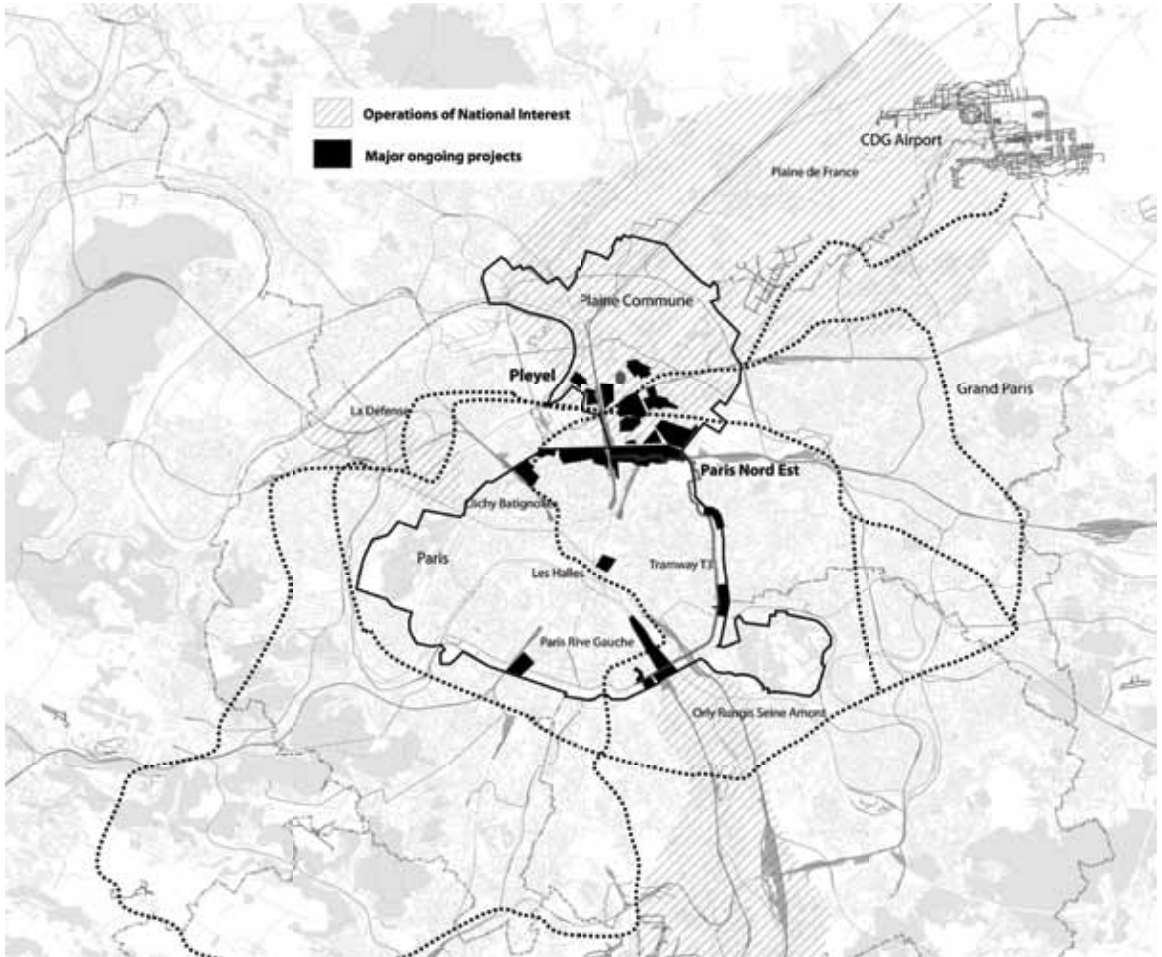 Operations of National Interest
Major ongoing projects
CDG Airport
Plaine de France
Plaine Commune
Pleyel
Grand Paris
La Défense
Paris Nord Est
Clichy Batignolles
Paris
Les Halles
Tramway T3
Paris Rive Gauche
Orly Rungis Seine Amont